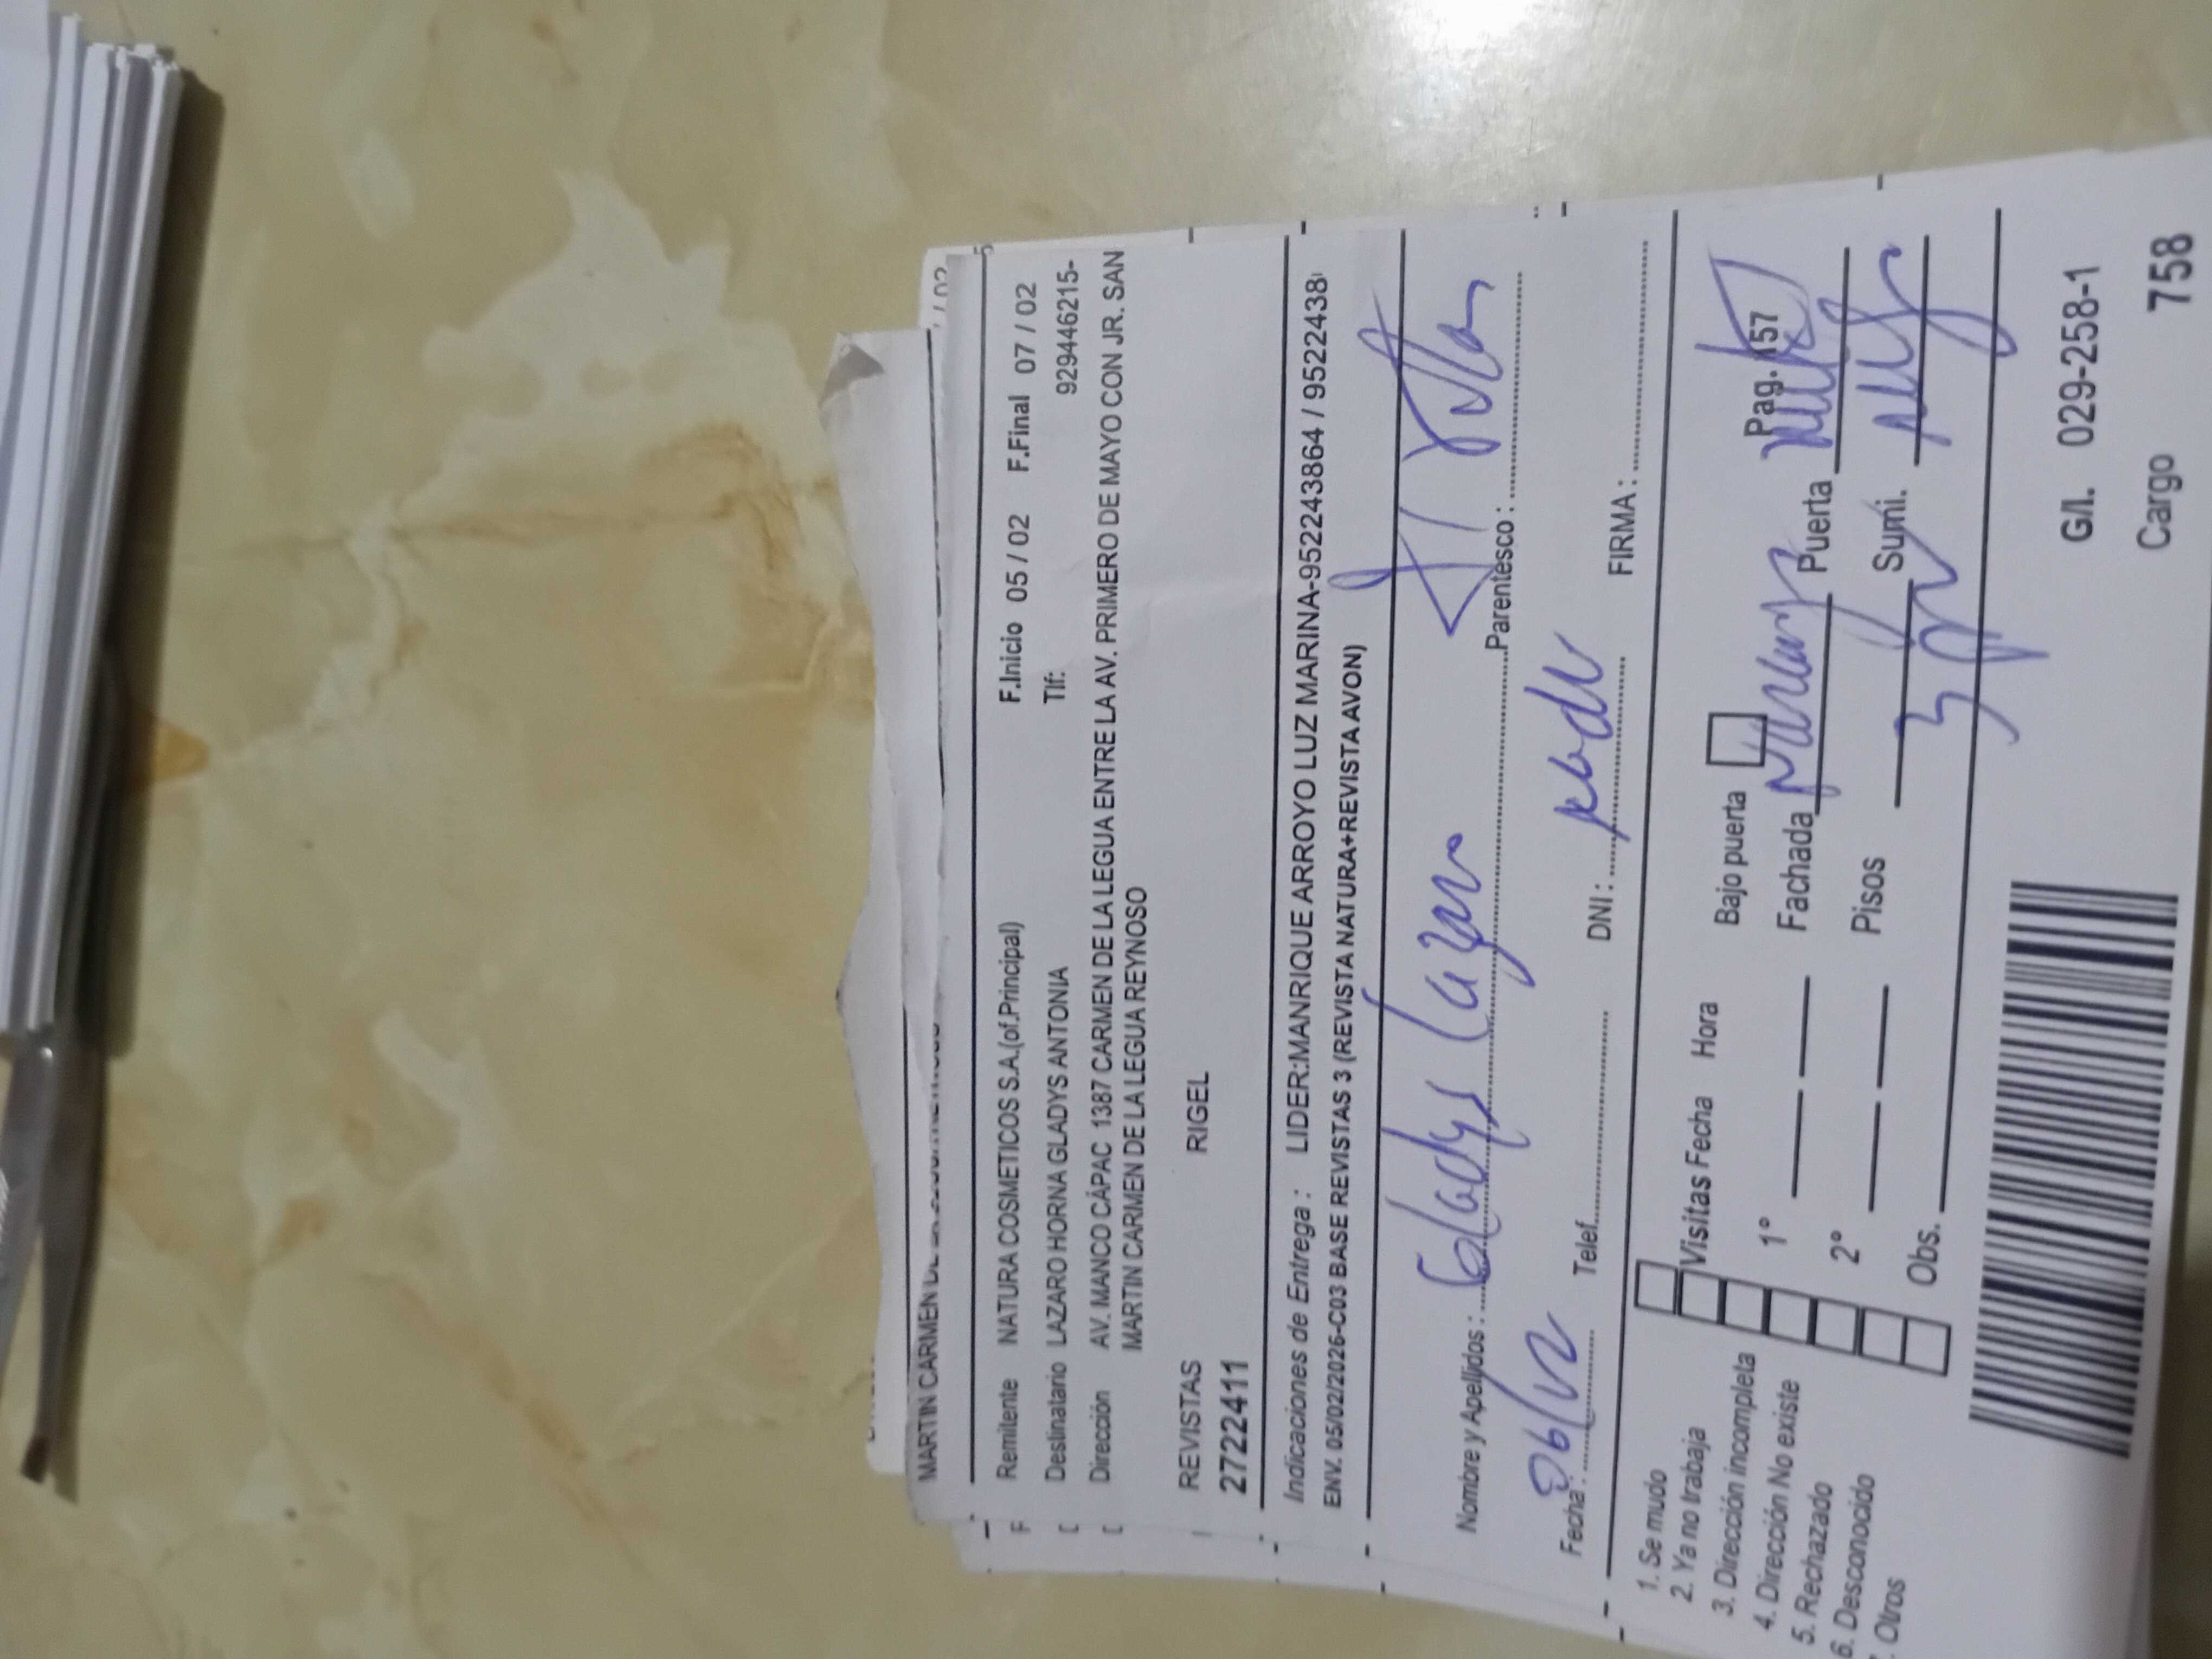 / 02
MARTIN CARMEN DE
Remitente NATURA COSMETICOS S.A.(of.Principal) F.Inicio 05 / 02 F.Final 07 / 02
Destinatario LAZARO HORNA GLADYS ANTONIA Tlf: 929446215-
Dirección AV. MANCO CÁPAC 1387 CARMEN DE LA LEGUA ENTRE LA AV. PRIMERO DE MAYO CON JR. SAN
MARTIN CARMEN DE LA LEGUA REYNOSO
REVISTAS RIGEL
2722411
Indicaciones de Entrega : LIDER:MANRIQUE ARROYO LUZ MARINA-952243864 / 9522438
ENV. 05/02/2026-C03 BASE REVISTAS 3 (REVISTA NATURA+REVISTA AVON)
Nombre y Apellidos : Gladys Lazaro Parentesco :
Fecha : Telef. DNI : FIRMA :
1. Se mudo
2. Ya no trabaja
3. Dirección incompleta
4. Dirección No existe
5. Rechazado
6. Desconocido
. Otros
Visitas Fecha Hora Bajo puerta Pag. 157
1° Fachada Puerta
2° Pisos Sumi.
Obs.
G/I. 029-258-1
Cargo 758